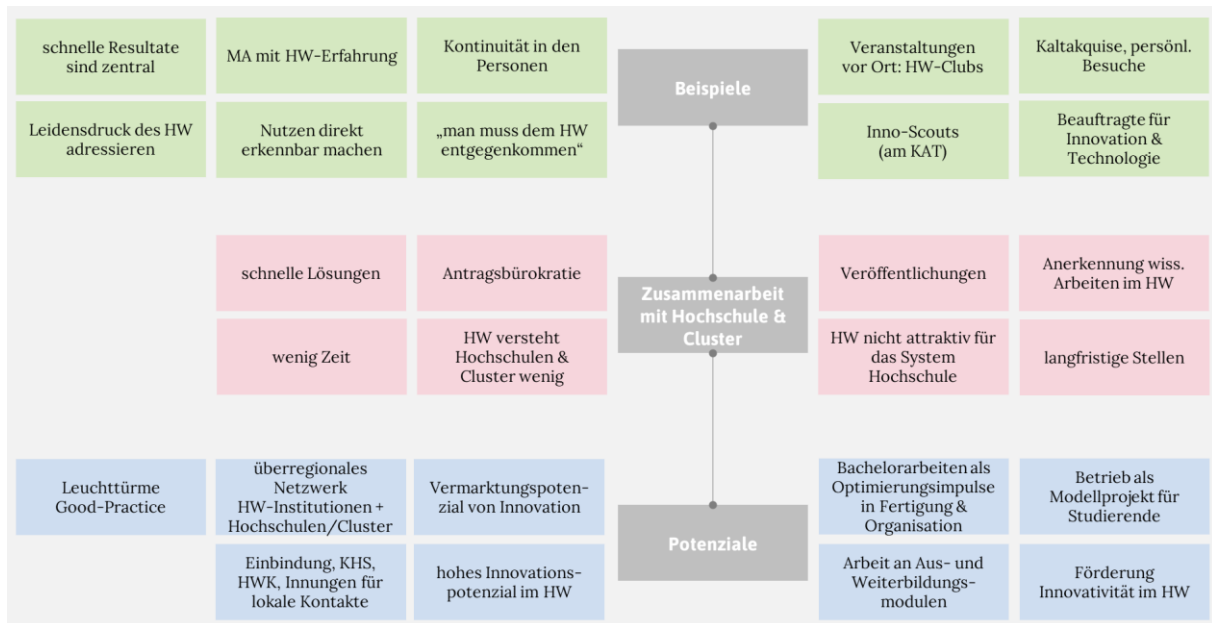 schnelle Resultate
sind zentral
MA mit HW-Erfahrung
Kontinuität in den
Personen
Beispiele
Veranstaltungen
vor Ort: HW-Clubs
Kaltakquise, persönl.
Besuche
Leidensdruck des HW
adressieren
Nutzen direkt
erkennbar machen
„man muss dem HW
entgegenkommen“
Inno-Scouts
(am KAT)
Beauftragte für
Innovation &
Technologie
schnelle Lösungen
Antragsbürokratie
Zusammenarbeit
mit Hochschule &
Cluster
Veröffentlichungen
Anerkennung wiss.
Arbeiten im HW
wenig Zeit
HW versteht
Hochschulen &
Cluster wenig
HW nicht attraktiv für
das System
Hochschule
langfristige Stellen
Leuchttürme
Good-Practice
überregionales
Netzwerk
HW-Institutionen +
Hochschulen/Cluster
Vermarktungspoten-
zial von Innovation
Potenziale
Bachelorarbeiten als
Optimierungsimpulse
in Fertigung &
Organisation
Betrieb als
Modellprojekt für
Studierende
Einbindung, KHS,
HWK, Innungen für
lokale Kontakte
hohes Innovations-
potenzial im HW
Arbeit an Aus- und
Weiterbildungs-
modulen
Förderung
Innovativität im HW